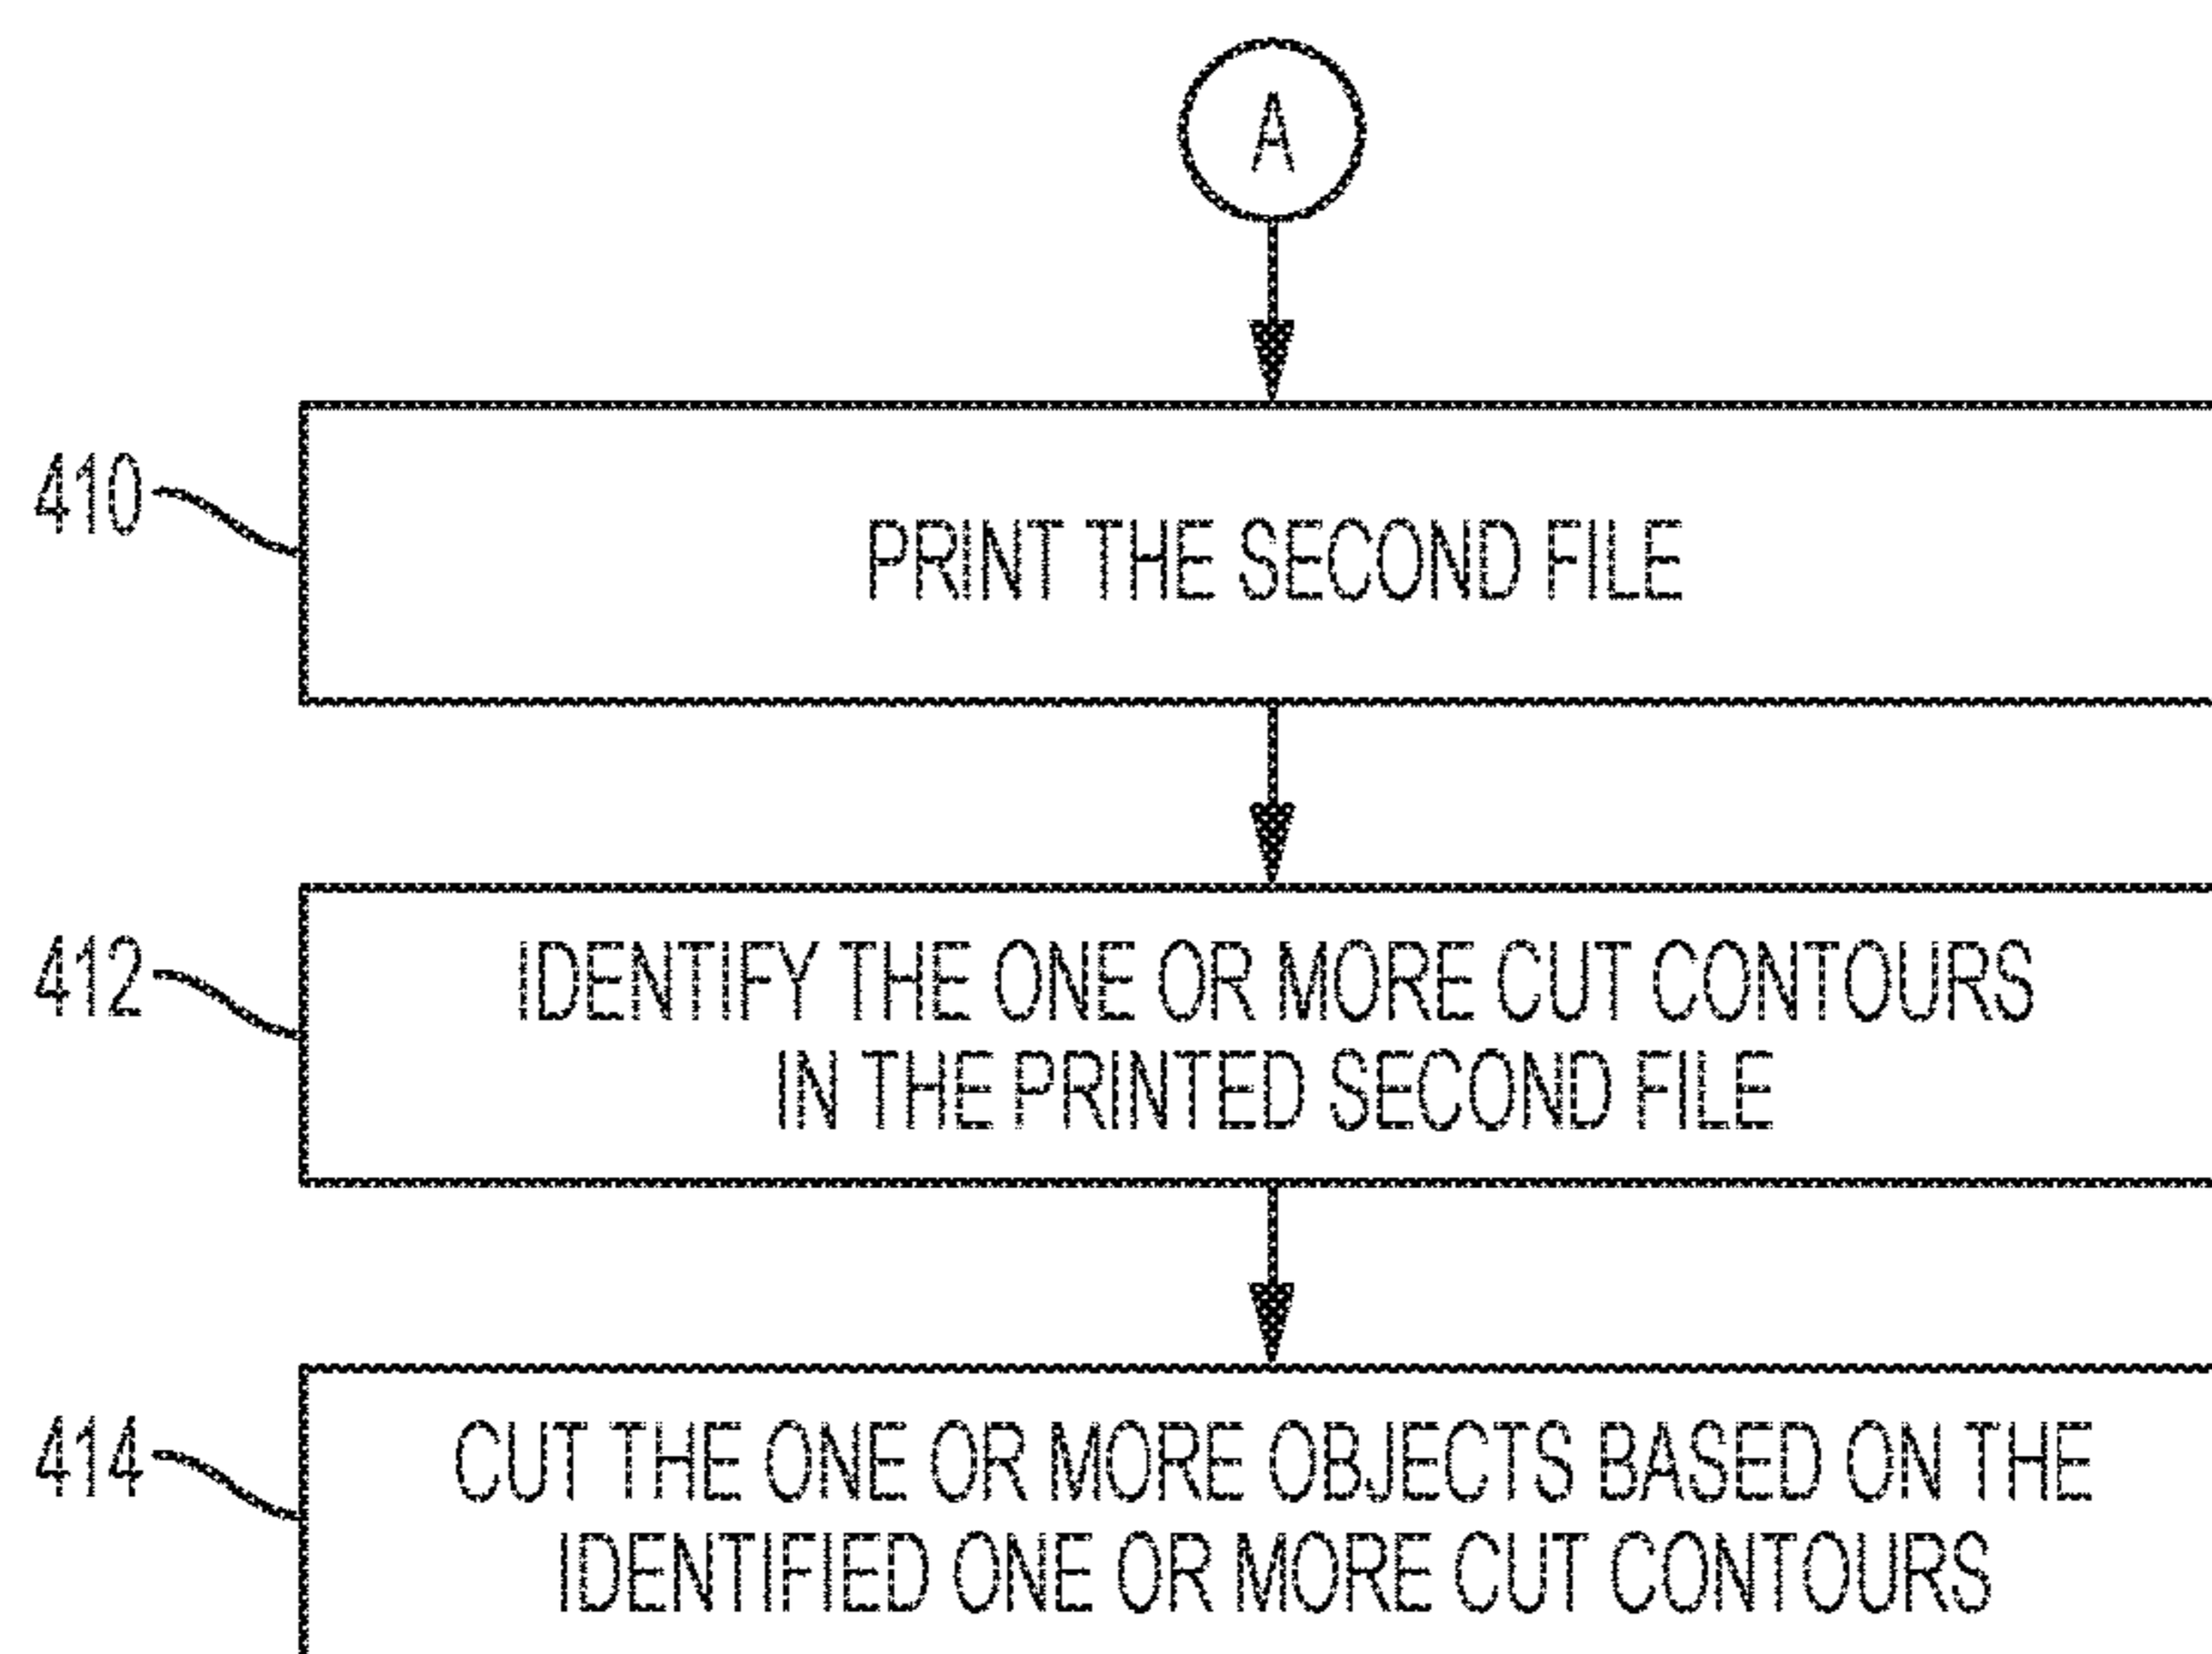 A
410
PRINT THE SECOND FILE
412
IDENTIFY THE ONE OR MORE CUT CONTOURS
IN THE PRINTED SECOND FILE
414
CUT THE ONE OR MORE OBJECTS BASED ON THE
IDENTIFIED ONE OR MORE CUT CONTOURS